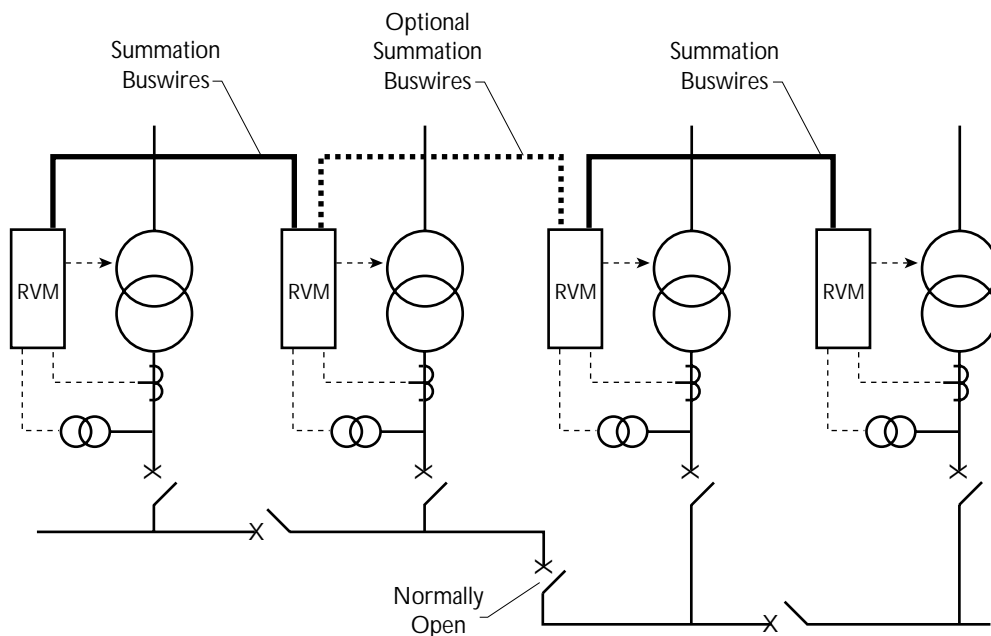 Summation
Buswires
Optional
Summation
Buswires
Summation
Buswires
RVM
RVM
RVM
RVM
Normally
Open